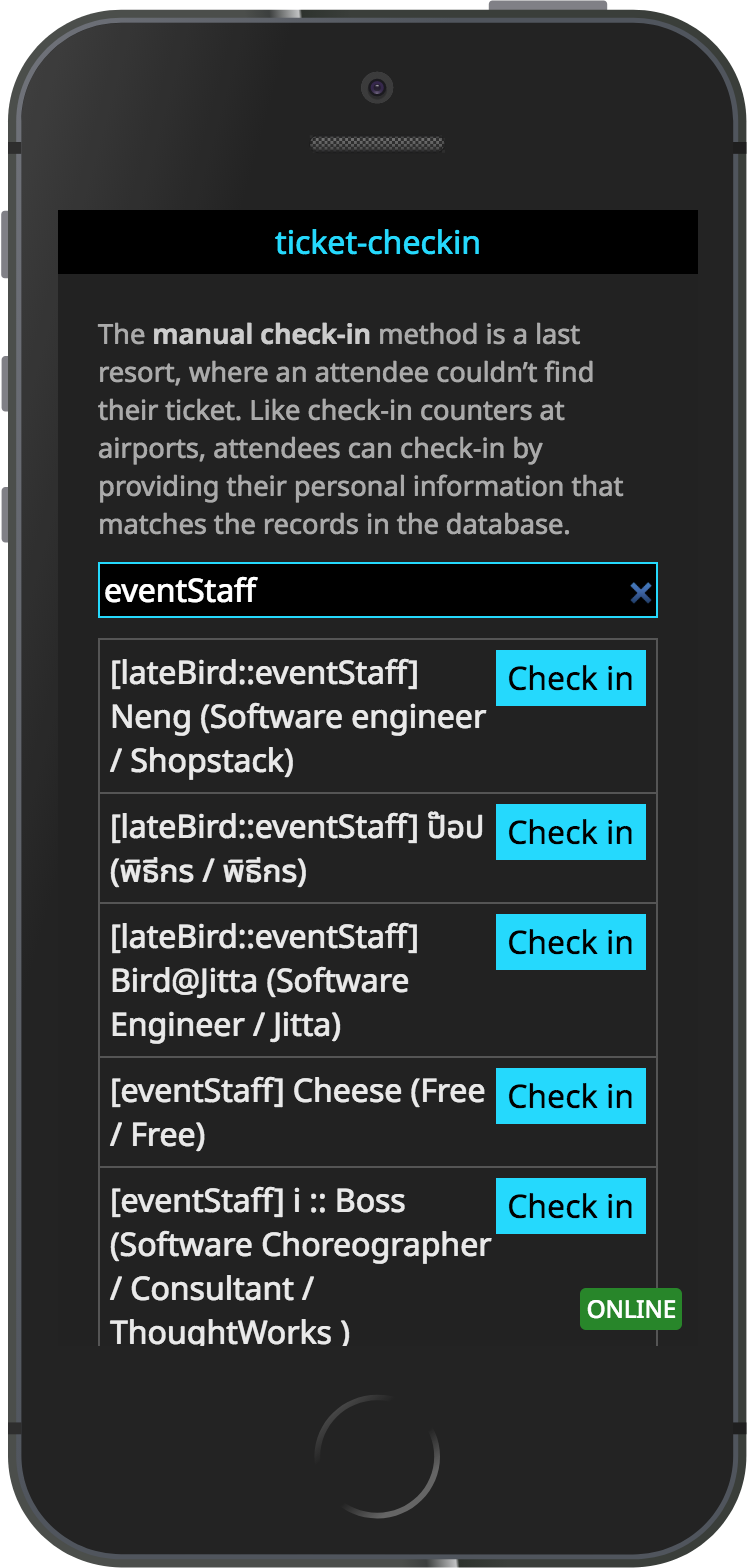 ticket-checkin
The manual check-in method is a last
resort, where an attendee couldn’t find
their ticket. Like check-in counters at
airports, attendees can check-in by
providing their personal information that
matches the records in the database.
eventStaff
[lateBird::eventStaff]
Neng (Software engineer
/ Shopstack)
Check in
[lateBird::eventStaff] ป๊อป
(พิธีกร / พิธีกร)
Check in
[lateBird::eventStaff]
Bird@Jitta (Software
Engineer / Jitta)
Check in
[eventStaff] Cheese (Free
/ Free)
Check in
[eventStaff] i :: Boss
(Software Choreographer
/ Consultant /
ThoughtWorks )
Check in
ONLINE